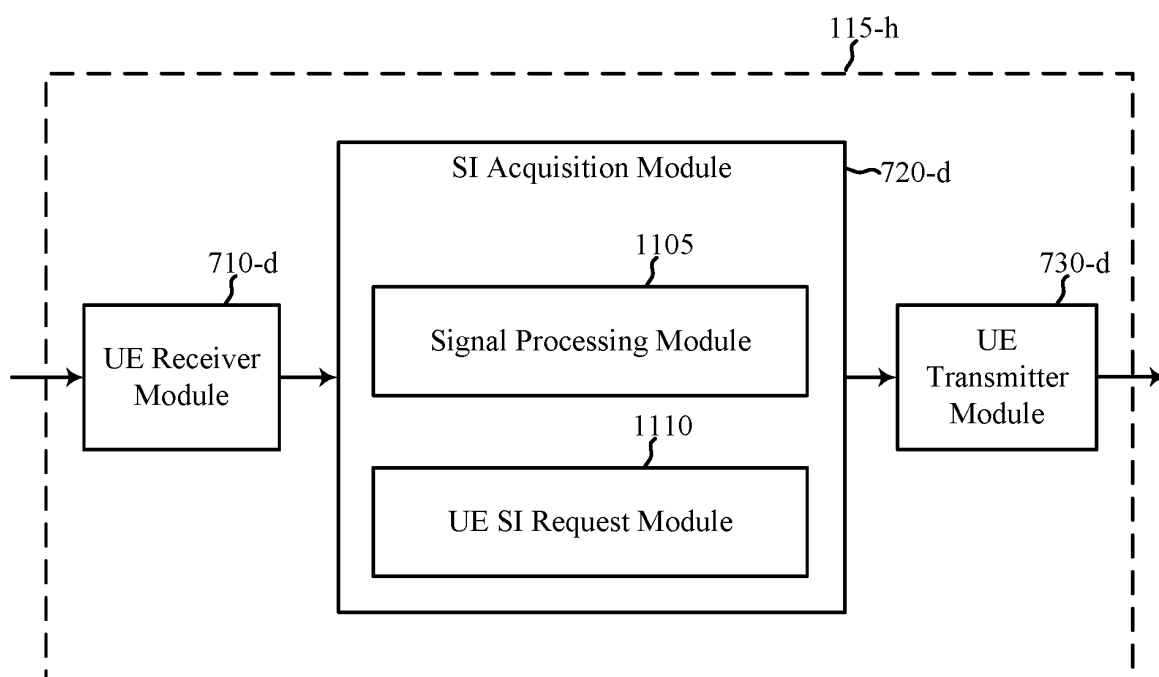 115-h
SI Acquisition Module
720-d
1105
710-d
730-d
Signal Processing Module
UE Receiver
Module
UE
Transmitter
Module
1110
UE SI Request Module